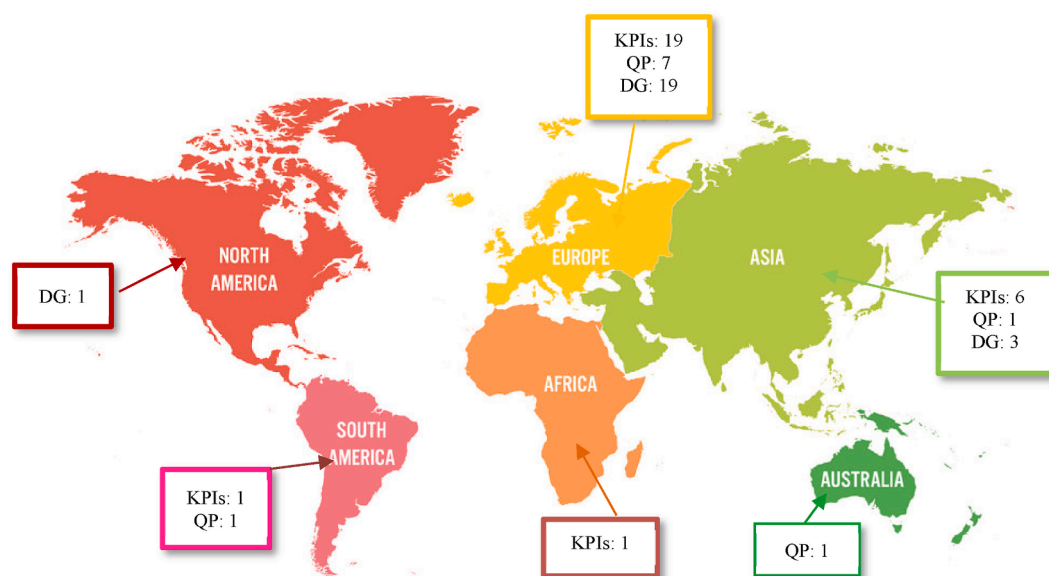 KPIs: 19
QP: 7
DG: 19
NORTH
AMERICA
EUROPE
ASIA
DG: 1
KPIs: 6
QP: 1
DG: 3
AFRICA
SOUTH
AMERICA
AUSTRALIA
KPIs: 1
QP: 1
KPIs: 1
QP: 1